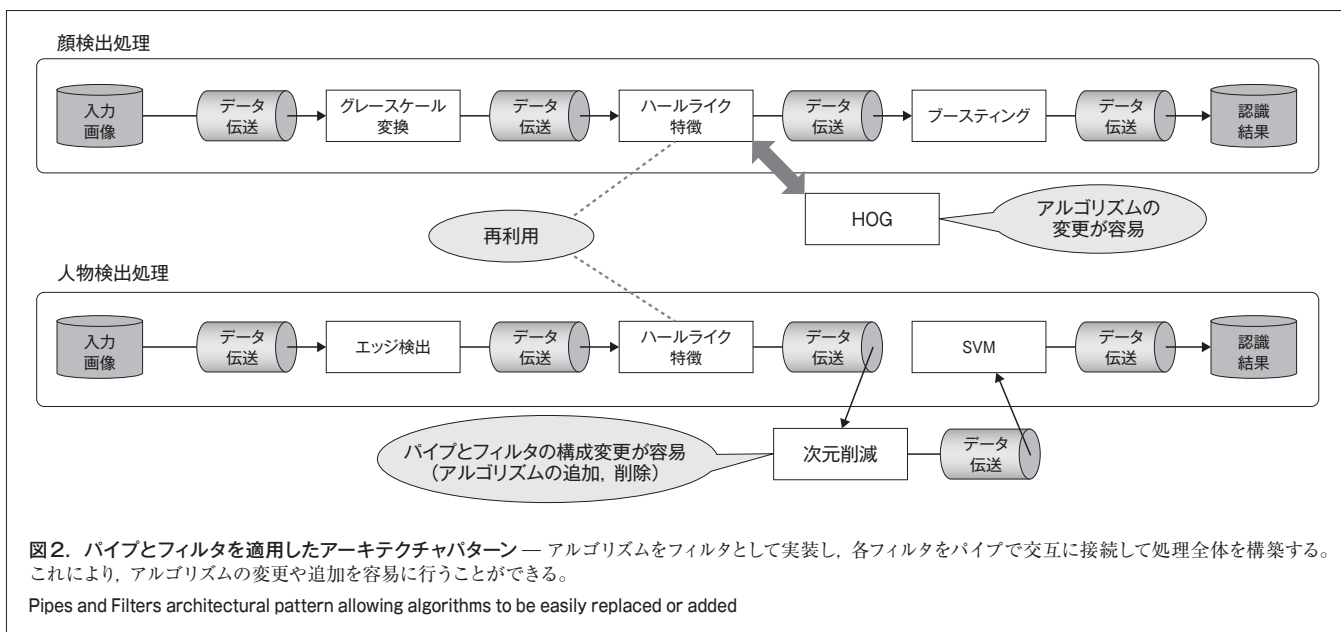 顔検出処理
入力
画像
データ
伝送
グレースケール
変換
データ
伝送
ハールライク
特徴
データ
伝送
ブースティング
データ
伝送
認識
結果
再利用
HOG
アルゴリズムの
変更が容易
人物検出処理
入力
画像
データ
伝送
エッジ検出
データ
伝送
ハールライク
特徴
データ
伝送
SVM
データ
伝送
認識
結果
パイプとフィルタの構成変更が容易
(アルゴリズムの追加，削除)
次元削減
データ
伝送
図2．パイプとフィルタを適用したアーキテクチャパターン — アルゴリズムをフィルタとして実装し，各フィルタをパイプで交互に接続して処理全体を構築する。
これにより，アルゴリズムの変更や追加を容易に行うことができる。
Pipes and Filters architectural pattern allowing algorithms to be easily replaced or added